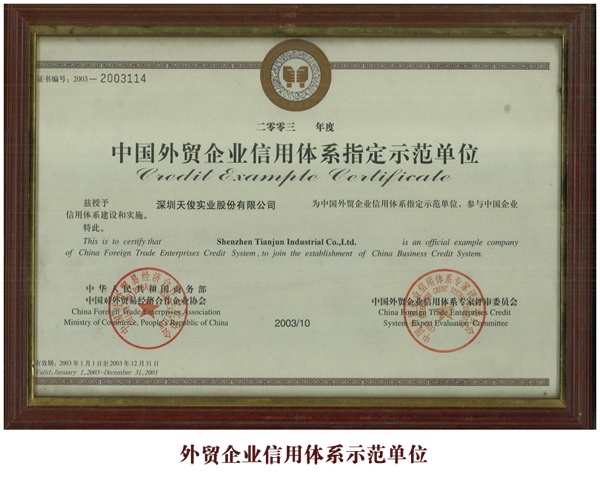 证书编号：2003－2003114
二零零三 年度
中国外贸企业信用体系指定示范单位
Credit Example Certificate
兹授予 深圳天俊实业股份有限公司 为中国外贸企业信用体系指定示范单位，参与中国企业
信用体系建设和实施。
特此。
This is to certify that Shenzhen Tianjun Industrial Co.,Ltd. is an official example company
of China Foreign Trade Enterprises Credit System, to join the establishment of China Business Credit System.
中华人民共和国商务部
中国对外贸易经济合作企业协会
China Foreign Trade Enterprises Association
Ministry of Commerce, People's Republic of China
2003/10
中国外贸企业信用体系专家评审委员会
China Foreign Trade Enterprises Credit
System Expert Evaluation Committee
有效期：2003年1月1日至2003年12月31日
Valid: January 1,2003-December 31,2003
外贸企业信用体系示范单位